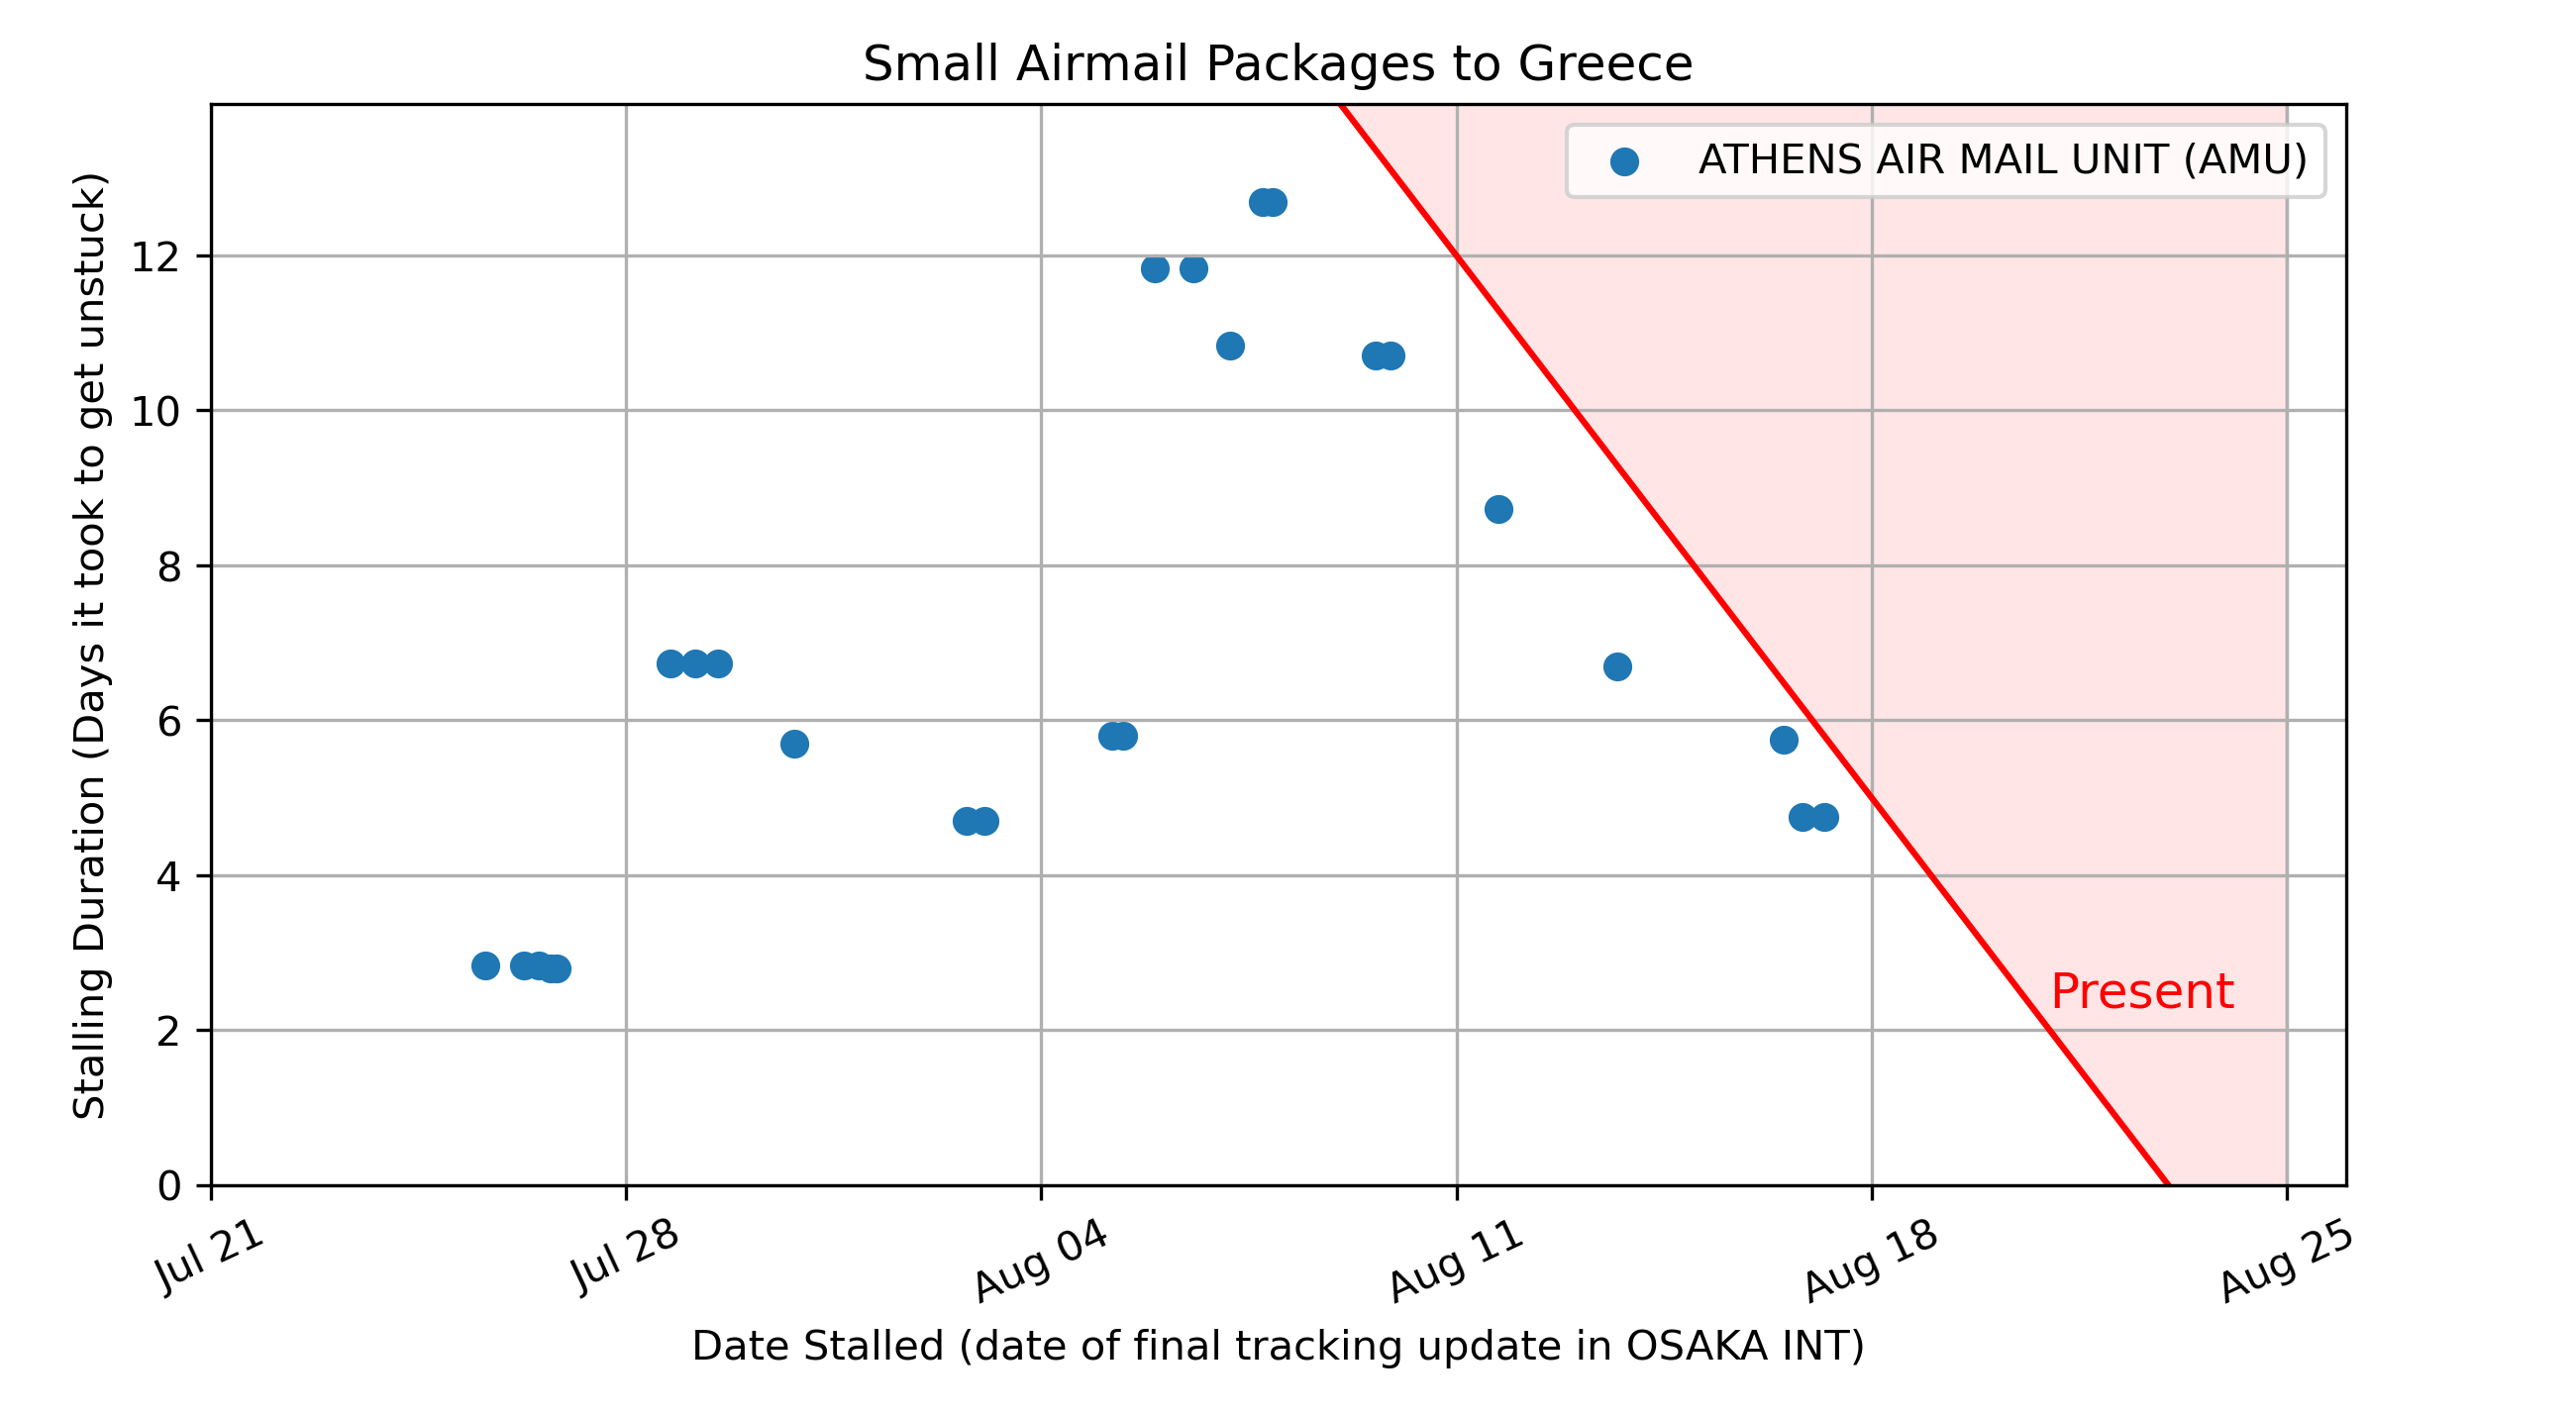 Small Airmail Packages to Greece
ATHENS AIR MAIL UNIT (AMU)
Stalling Duration (Days it took to get unstuck)
12
10
8
6
4
2
0
Present
Jul 21
Jul 28
Aug 04
Aug 11
Aug 18
Aug 25
Date Stalled (date of final tracking update in OSAKA INT)